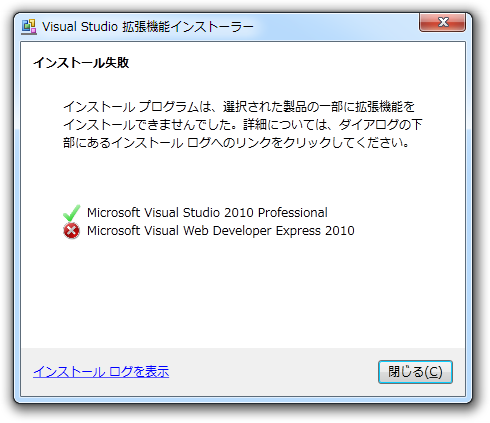 Visual Studio 拡張機能インストーラー
インストール失敗
インストール プログラムは、選択された製品の一部に拡張機能を
インストールできませんでした。詳細については、ダイアログの下
部にあるインストール ログへのリンクをクリックしてください。
Microsoft Visual Studio 2010 Professional
Microsoft Visual Web Developer Express 2010
インストール ログを表示
閉じる(C)